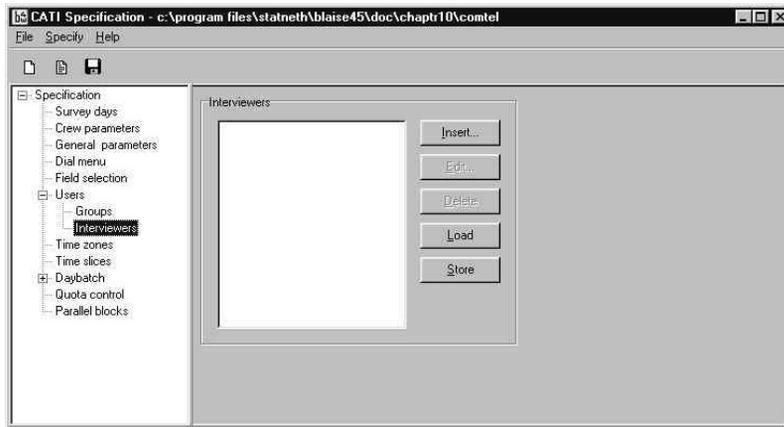 CATI Specification - c:\program files\statneth\blaise45\doc\chaptr10\comtel
File Specify Help
Specification
Survey days
Crew parameters
General parameters
Dial menu
Field selection
Users
Groups
Interviewers
Time zones
Time slices
Daybatch
Quota control
Parallel blocks
Interviewers
Insert...
Edit...
Delete
Load
Store